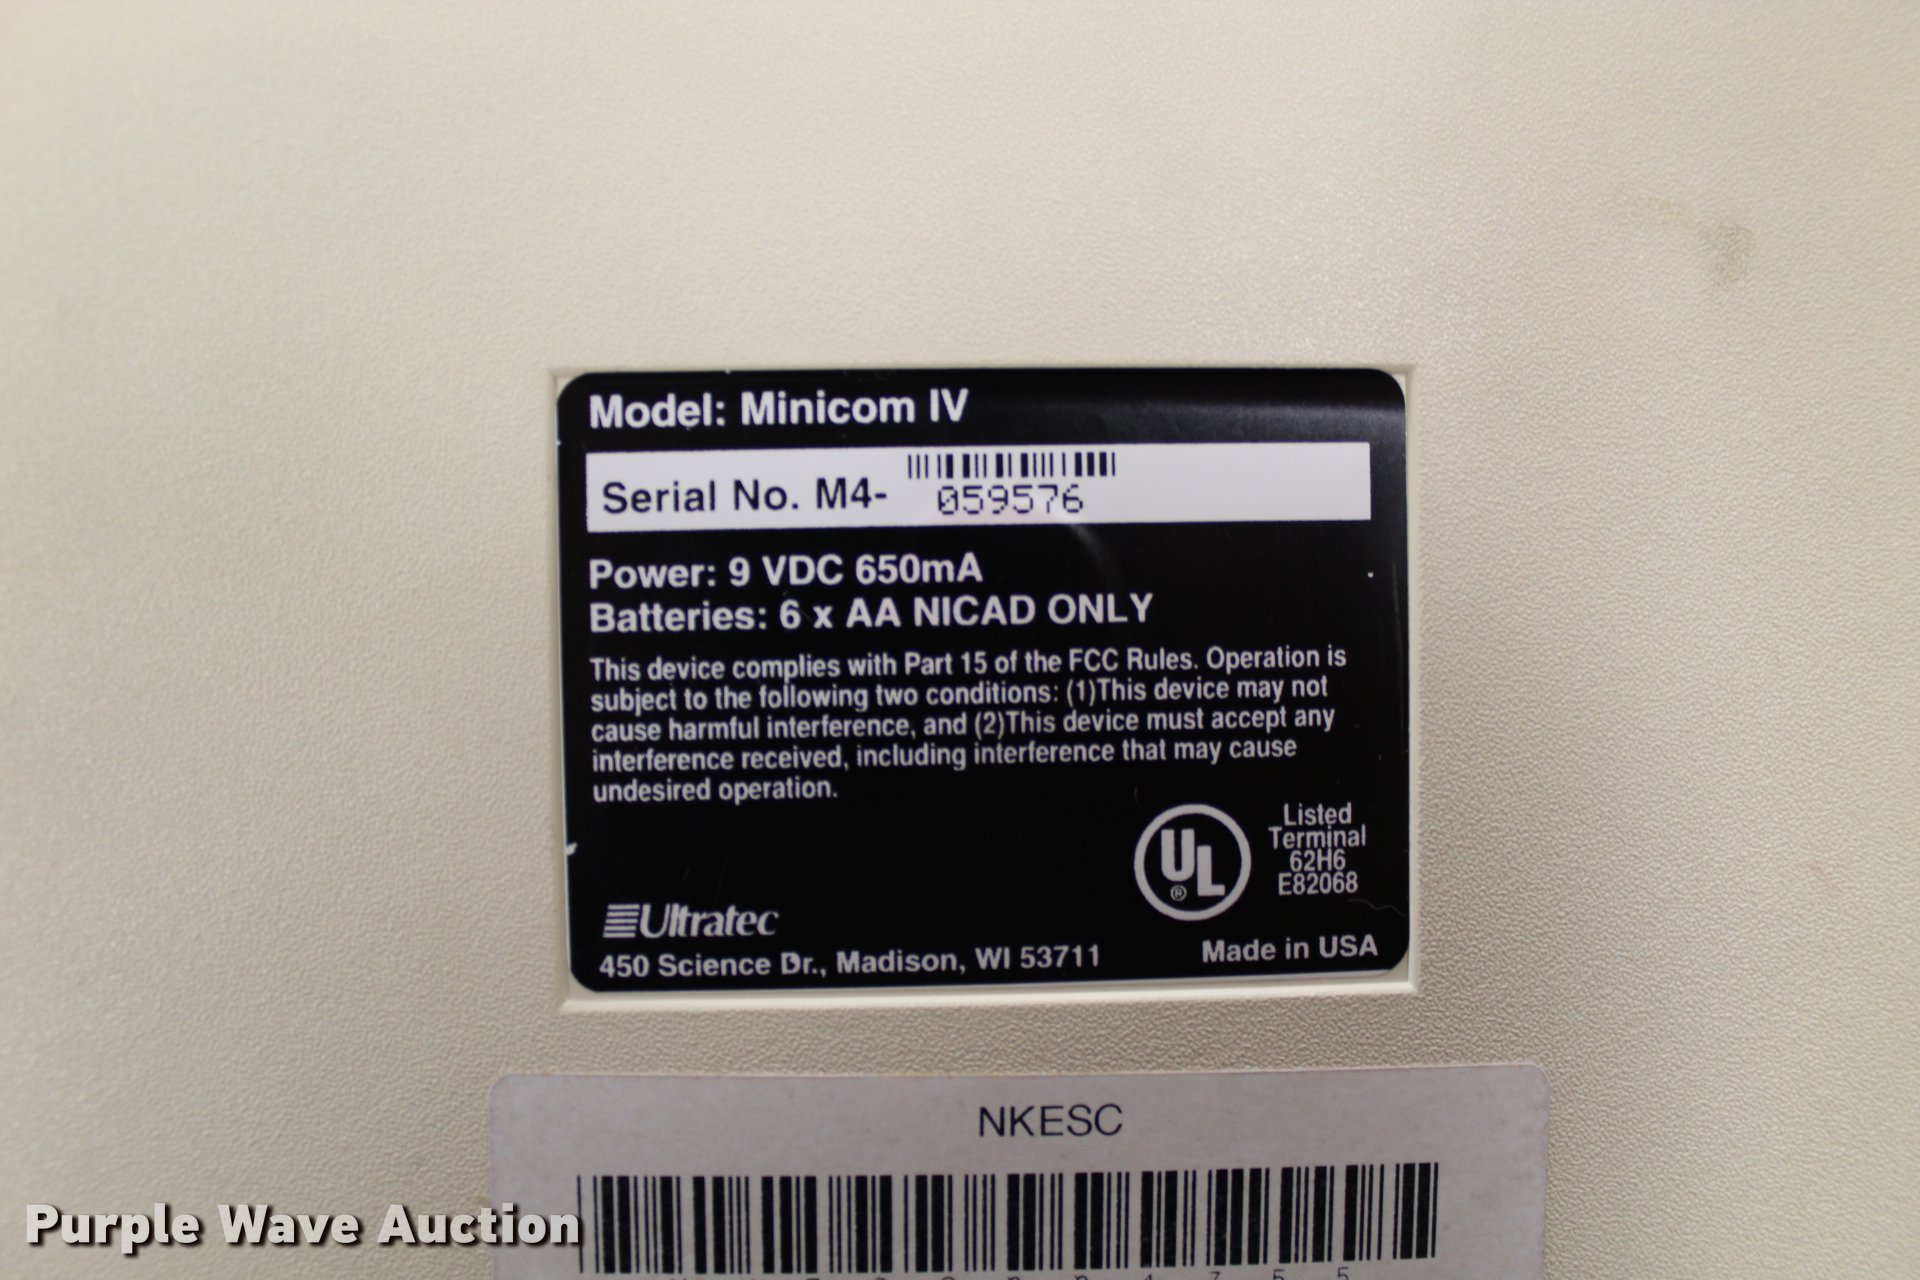 Model: Minicom IV
Serial No. M4- 059576
Power: 9 VDC 650mA
Batteries: 6 x AA NICAD ONLY
This device complies with Part 15 of the FCC Rules. Operation is
subject to the following two conditions: (1)This device may not
cause harmful interference, and (2)This device must accept any
interference received, including interference that may cause
undesired operation.
UL ®
Listed
Terminal
62H6
E82068
Ultratec
450 Science Dr., Madison, WI 53711
Made in USA
NKESC
Purple Wave Auction